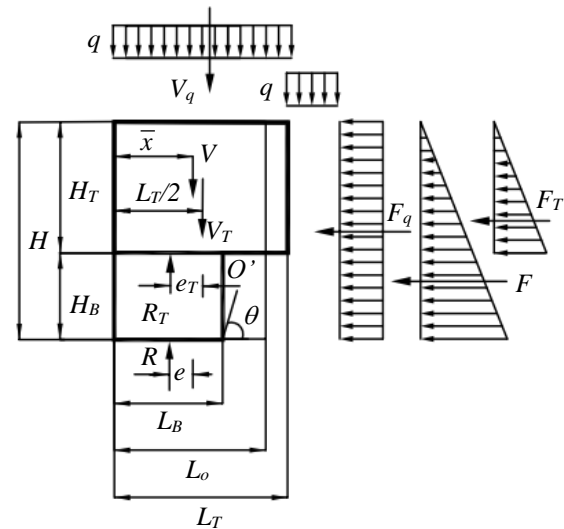 q
V_q
q
x̄
V
L_T/2
V_T
H_T
H
F_q
F_T
F
O'
e_T
H_B
R_T
θ
R
e
L_B
L_o
L_T